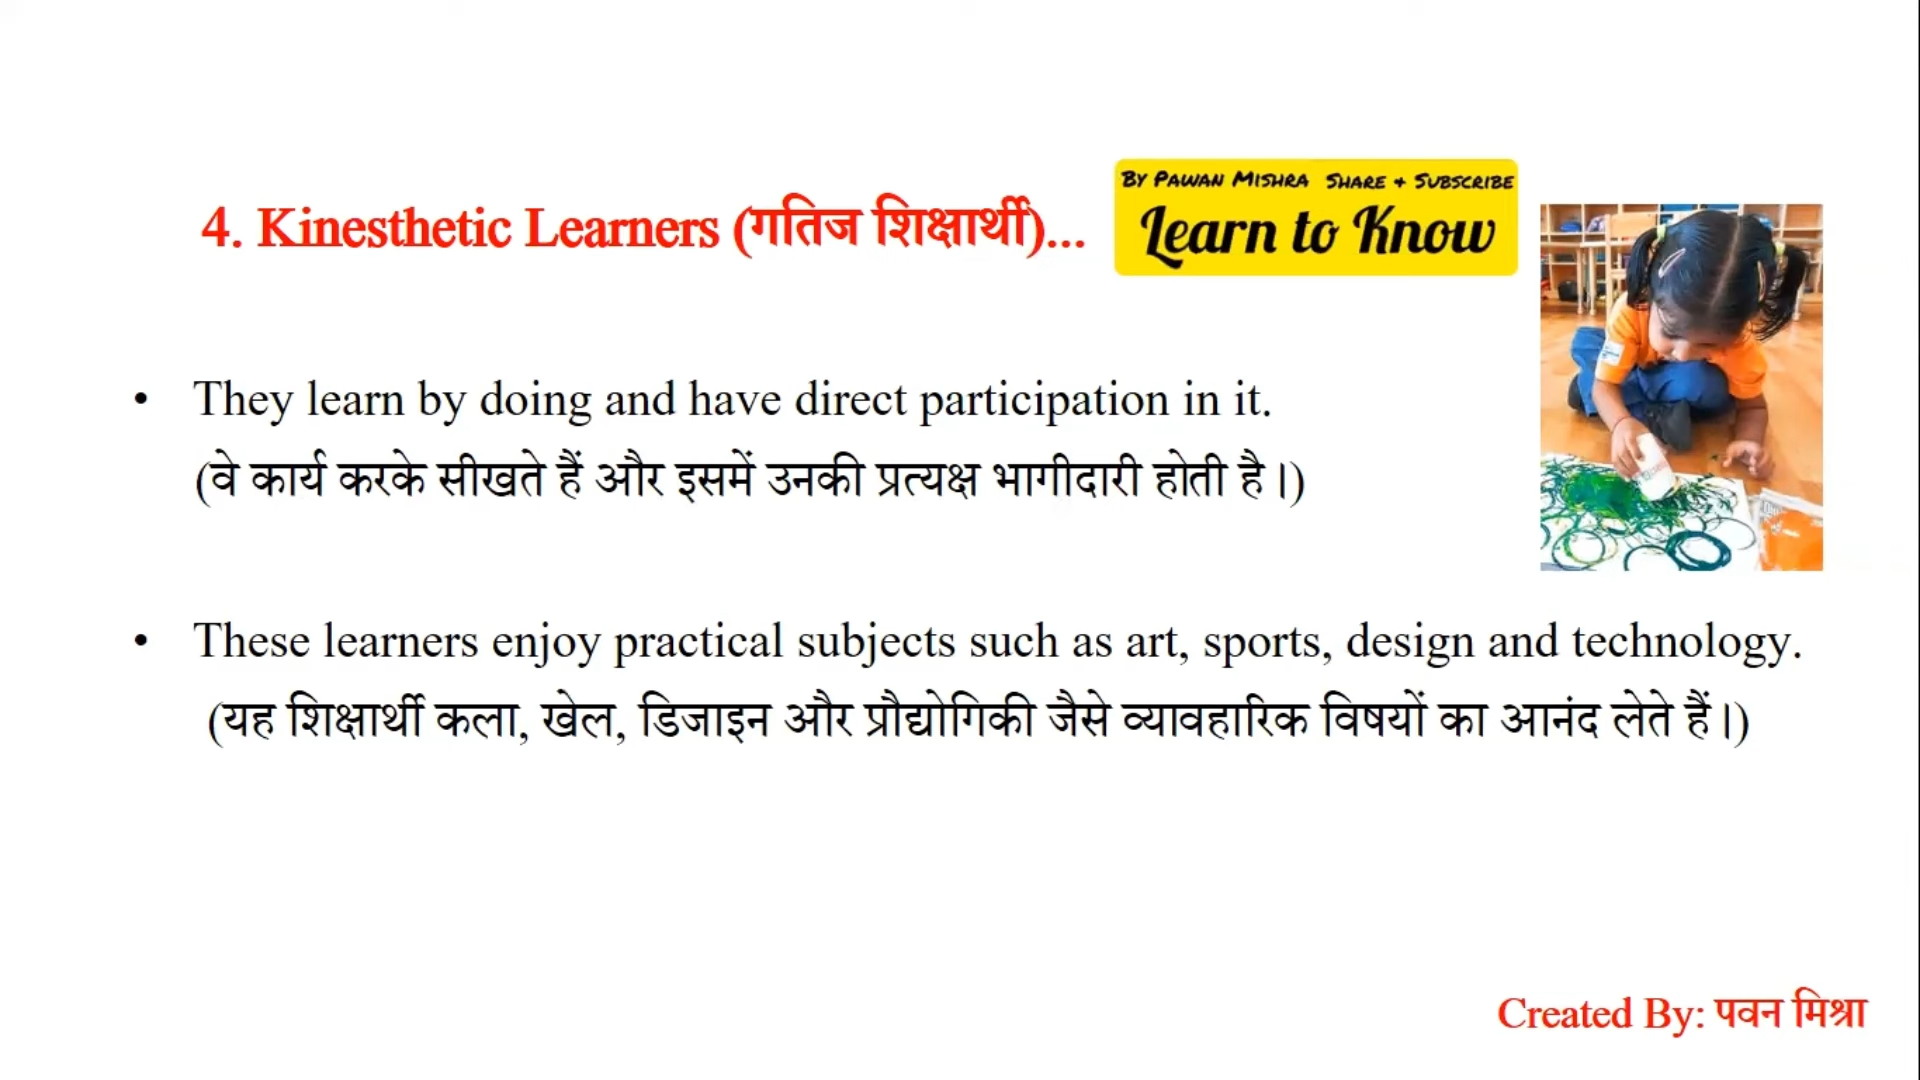 By Pawan Mishra Share + Subscribe
Learn to Know
4. Kinesthetic Learners (गतिज शिक्षार्थी)...
• They learn by doing and have direct participation in it.
(वे कार्य करके सीखते हैं और इसमें उनकी प्रत्यक्ष भागीदारी होती है।)
• These learners enjoy practical subjects such as art, sports, design and technology.
(यह शिक्षार्थी कला, खेल, डिजाइन और प्रौद्योगिकी जैसे व्यावहारिक विषयों का आनंद लेते हैं।)
Created By: पवन मिश्रा